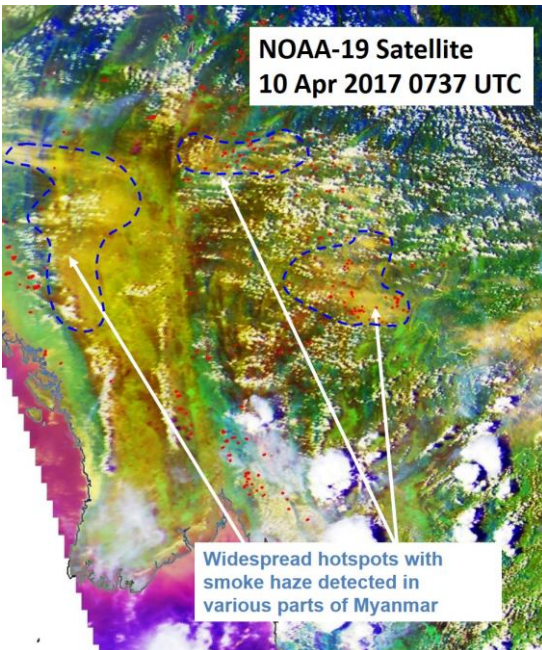 NOAA-19 Satellite
10 Apr 2017 0737 UTC
Widespread hotspots with
smoke haze detected in
various parts of Myanmar